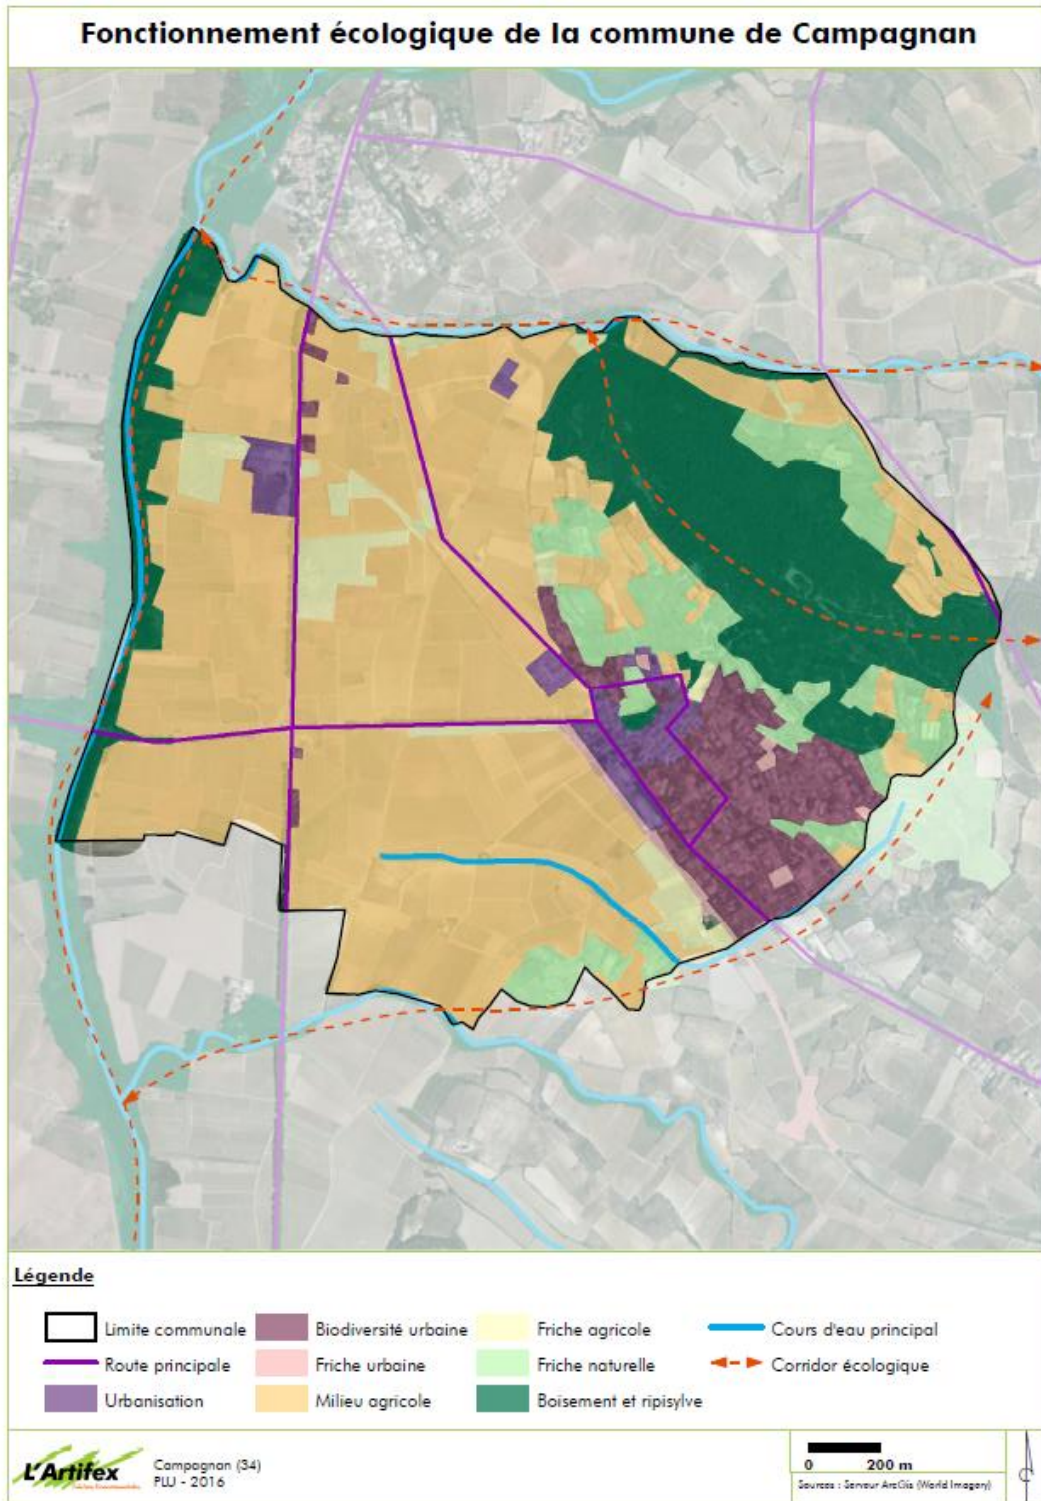 Fonctionnement écologique de la commune de Campagnan
Légende
Limite communale
Biodiversité urbaine
Friche agricole
Cours d'eau principal
Route principale
Friche urbaine
Friche naturelle
Corridor écologique
Urbanisation
Milieu agricole
Boisement et ripisylve
L'Artifex
Campagnan (34)
PLU - 2016
0 200 m
Sources : Serveur ArcGis (World Imagery)